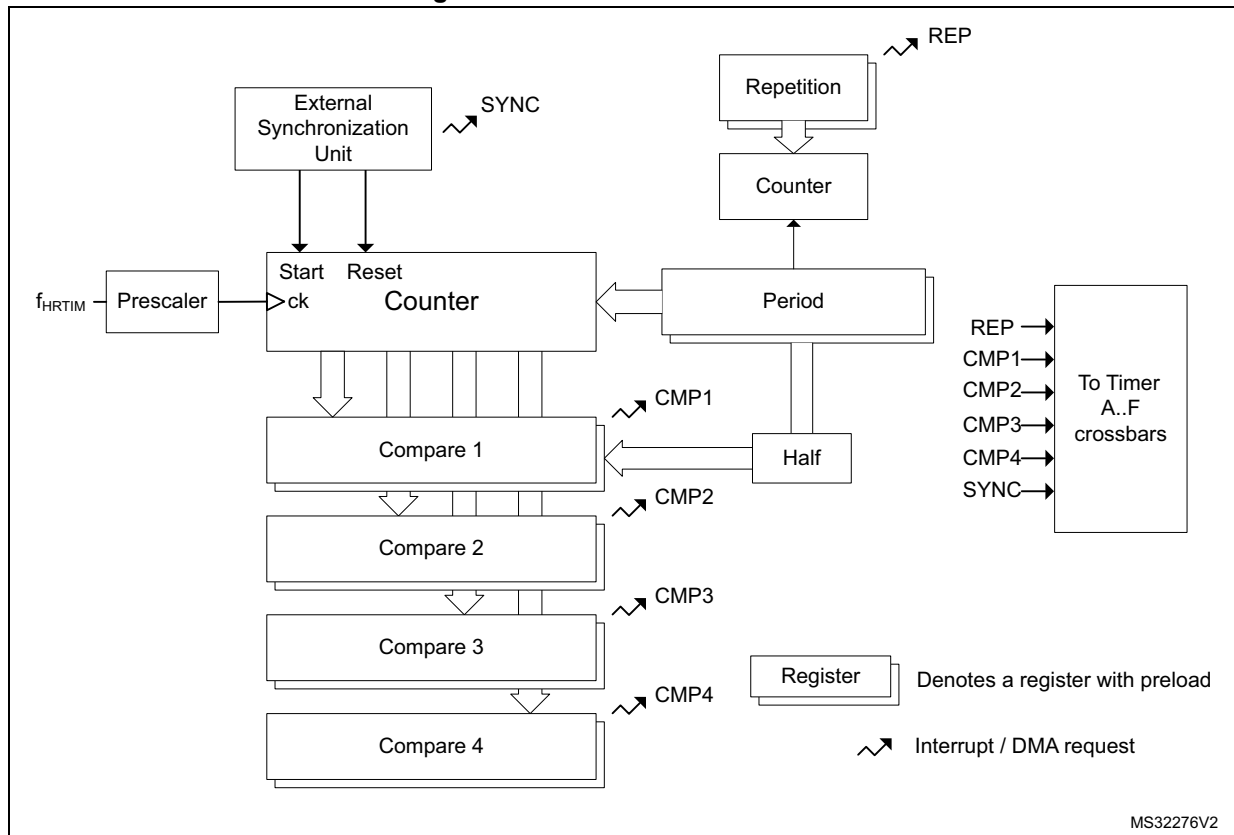 REP
Repetition
External
Synchronization
Unit
SYNC
Counter
Start Reset
ck
Counter
fHRTIM
Prescaler
Period
REP
CMP1
CMP2
CMP3
CMP4
SYNC
To Timer
A..F
crossbars
CMP1
Compare 1
Half
CMP2
Compare 2
CMP3
Compare 3
Register
Denotes a register with preload
CMP4
Compare 4
Interrupt / DMA request
MS32276V2